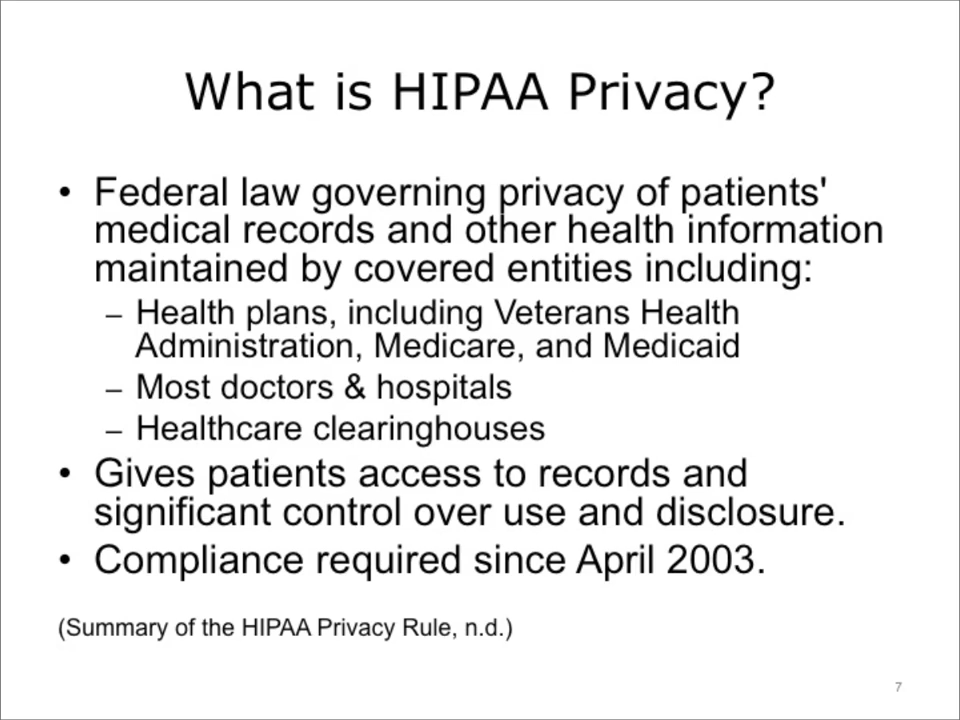 What is HIPAA Privacy?
• Federal law governing privacy of patients'
medical records and other health information
maintained by covered entities including:
– Health plans, including Veterans Health
Administration, Medicare, and Medicaid
– Most doctors & hospitals
– Healthcare clearinghouses
• Gives patients access to records and
significant control over use and disclosure.
• Compliance required since April 2003.
(Summary of the HIPAA Privacy Rule, n.d.)
7